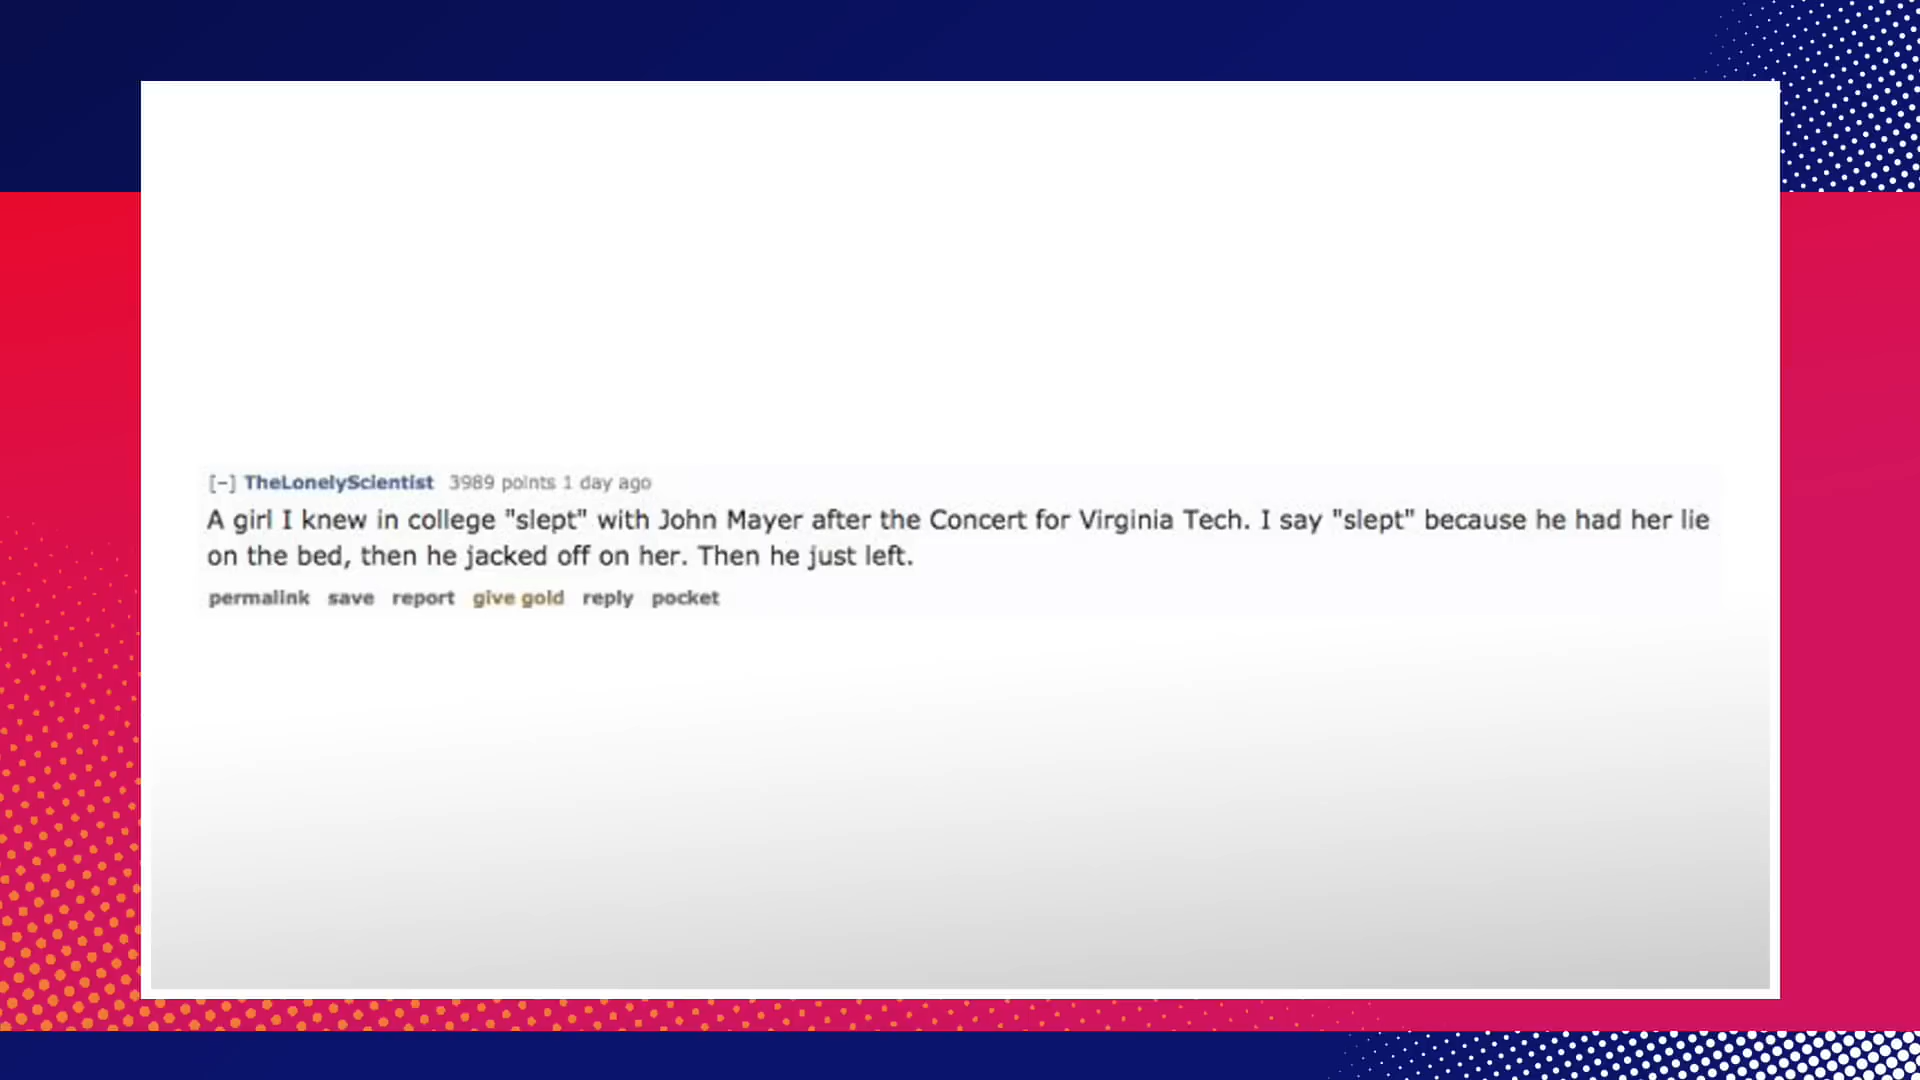 [-] TheLonelyScientist 3989 points 1 day ago
A girl I knew in college "slept" with John Mayer after the Concert for Virginia Tech. I say "slept" because he had her lie
on the bed, then he jacked off on her. Then he just left.
permalink save report give gold reply pocket